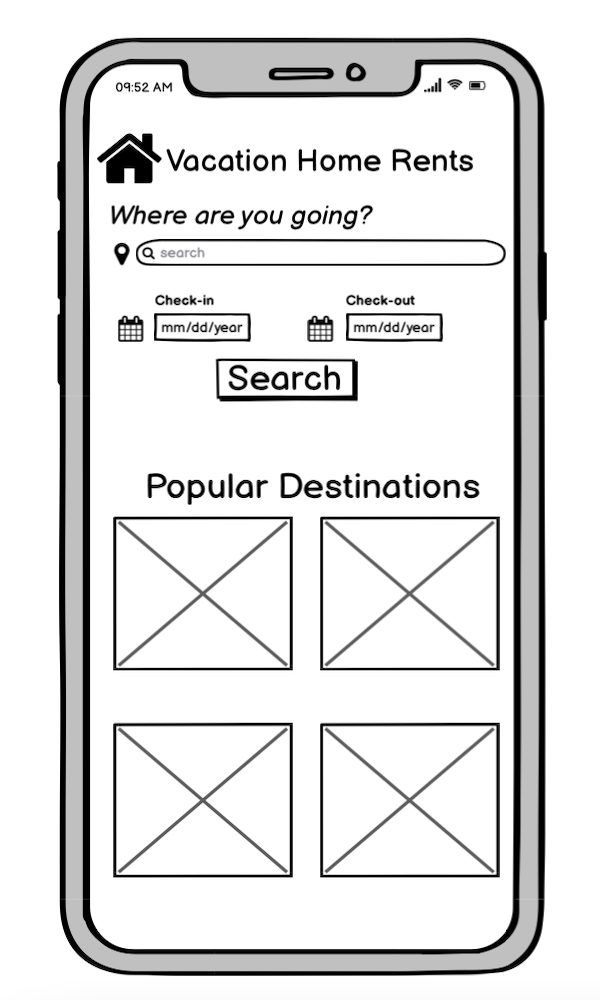 09:52 AM
Vacation Home Rents
Where are you going?
search
Check-in Check-out
mm/dd/year mm/dd/year
Search
Popular Destinations